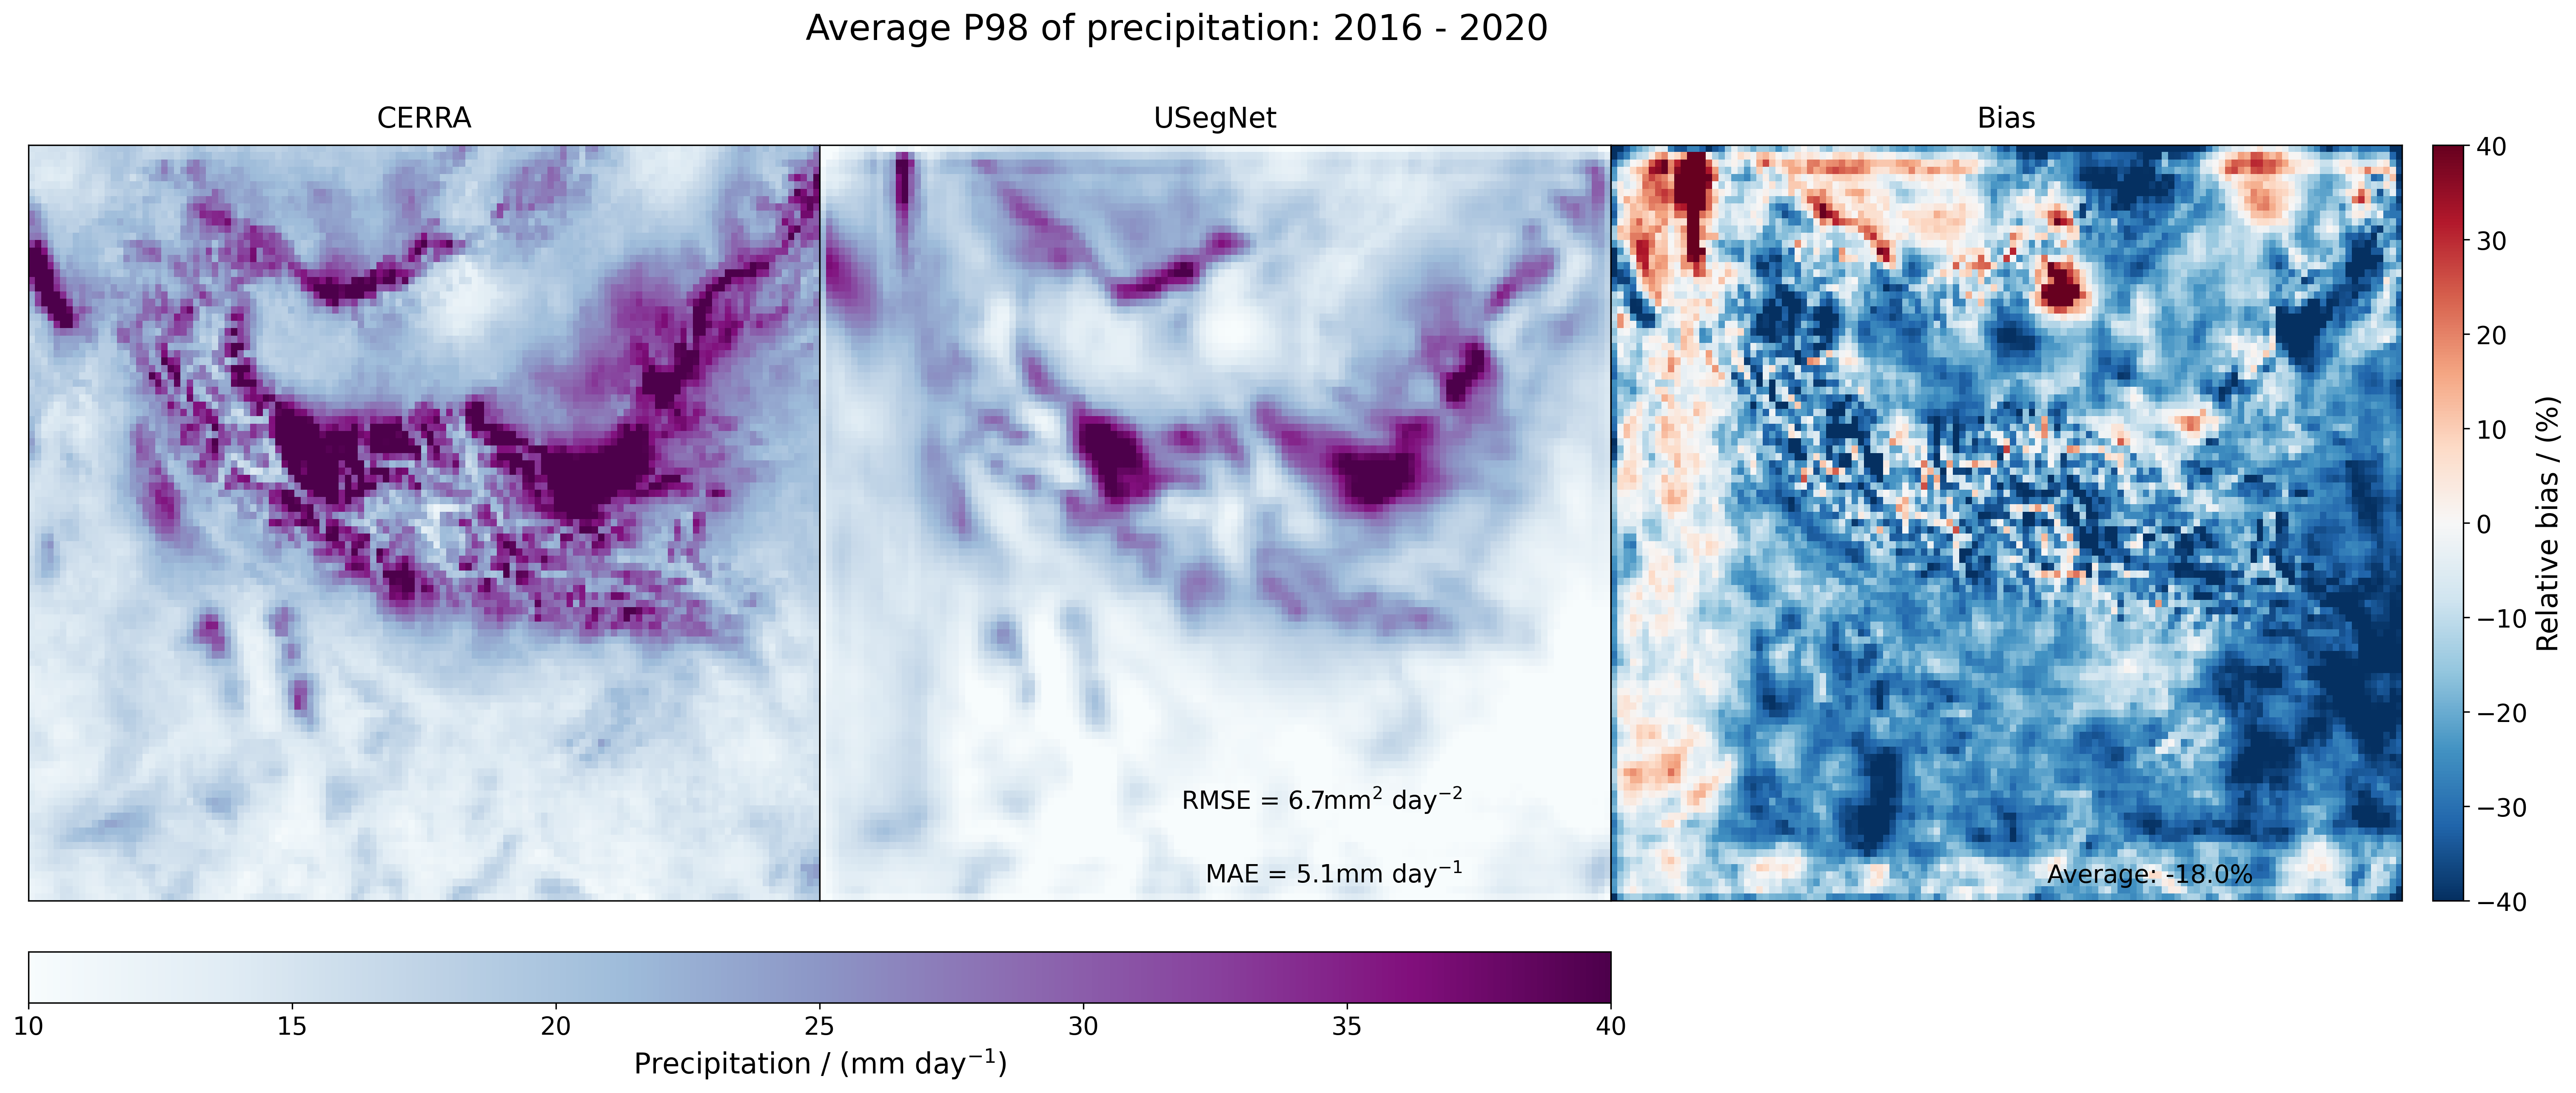 Average P98 of precipitation: 2016 - 2020
CERRA
USegNet
Bias
RMSE = 6.7mm² day⁻²
MAE = 5.1mm day⁻¹
Average: -18.0%
40
30
20
10
0
−10
−20
−30
−40
Relative bias / (%)
10 15 20 25 30 35 40
Precipitation / (mm day⁻¹)